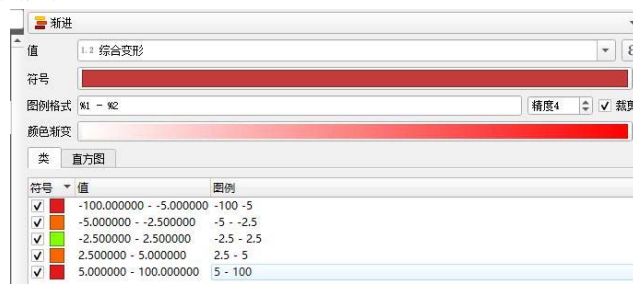 渐进
值 1.2 综合变形
符号
图例格式 %1 - %2 精度4 裁剪
颜色渐变
类 直方图
符号 值 图例
-100.000000 - -5.000000 -100 -5
-5.000000 - -2.500000 -5 - -2.5
-2.500000 - 2.500000 -2.5 - 2.5
2.500000 - 5.000000 2.5 - 5
5.000000 - 100.000000 5 - 100